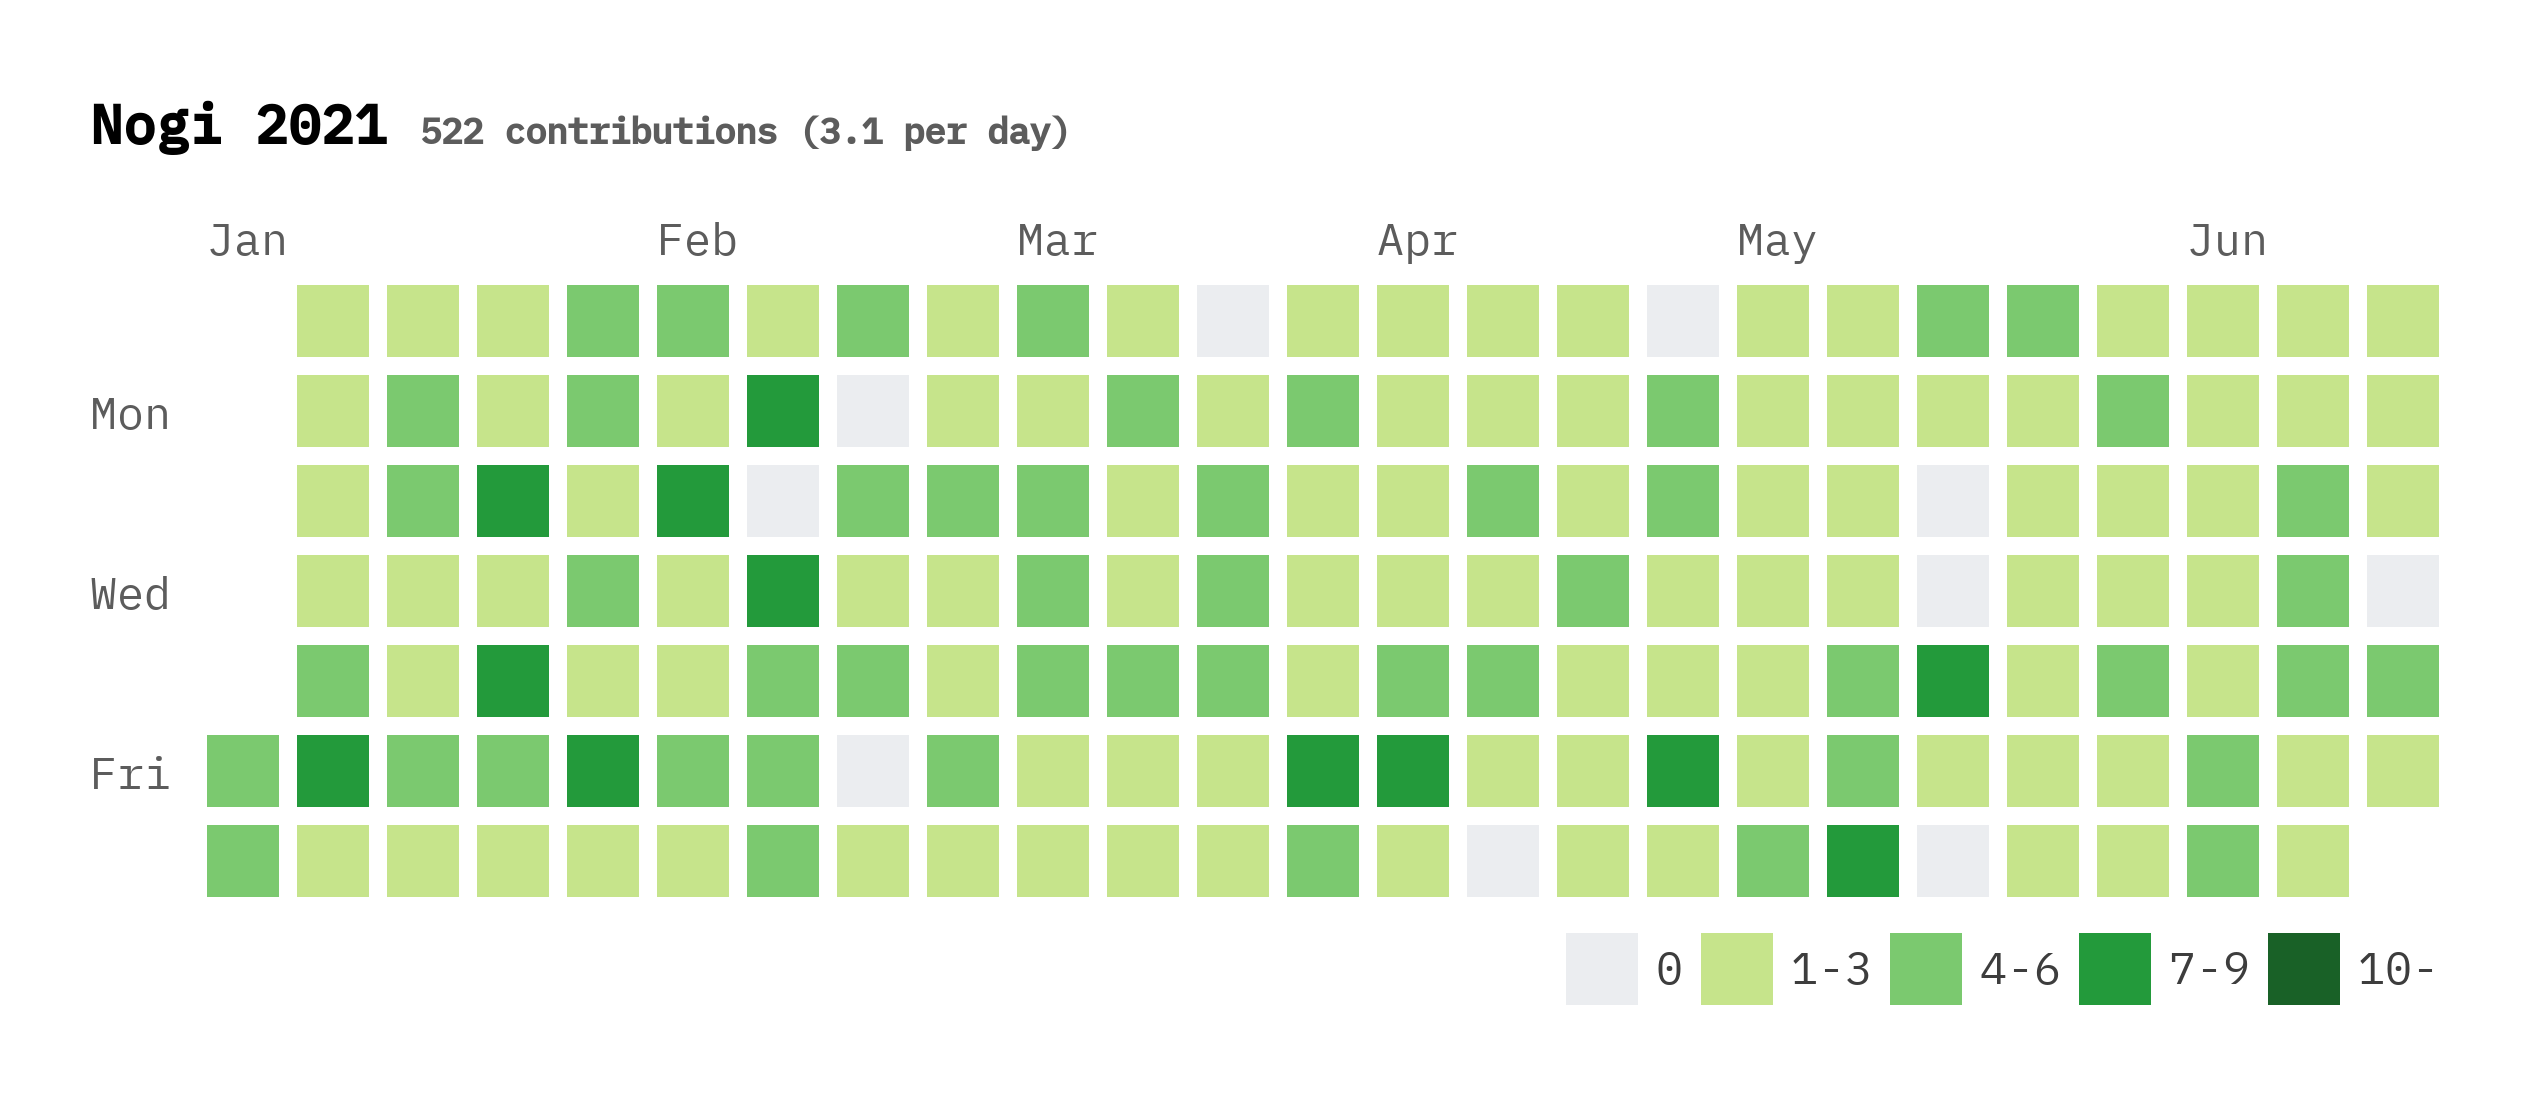 Nogi 2021 522 contributions (3.1 per day)
Jan Feb Mar Apr May Jun
Mon
Wed
Fri
0 1-3 4-6 7-9 10-